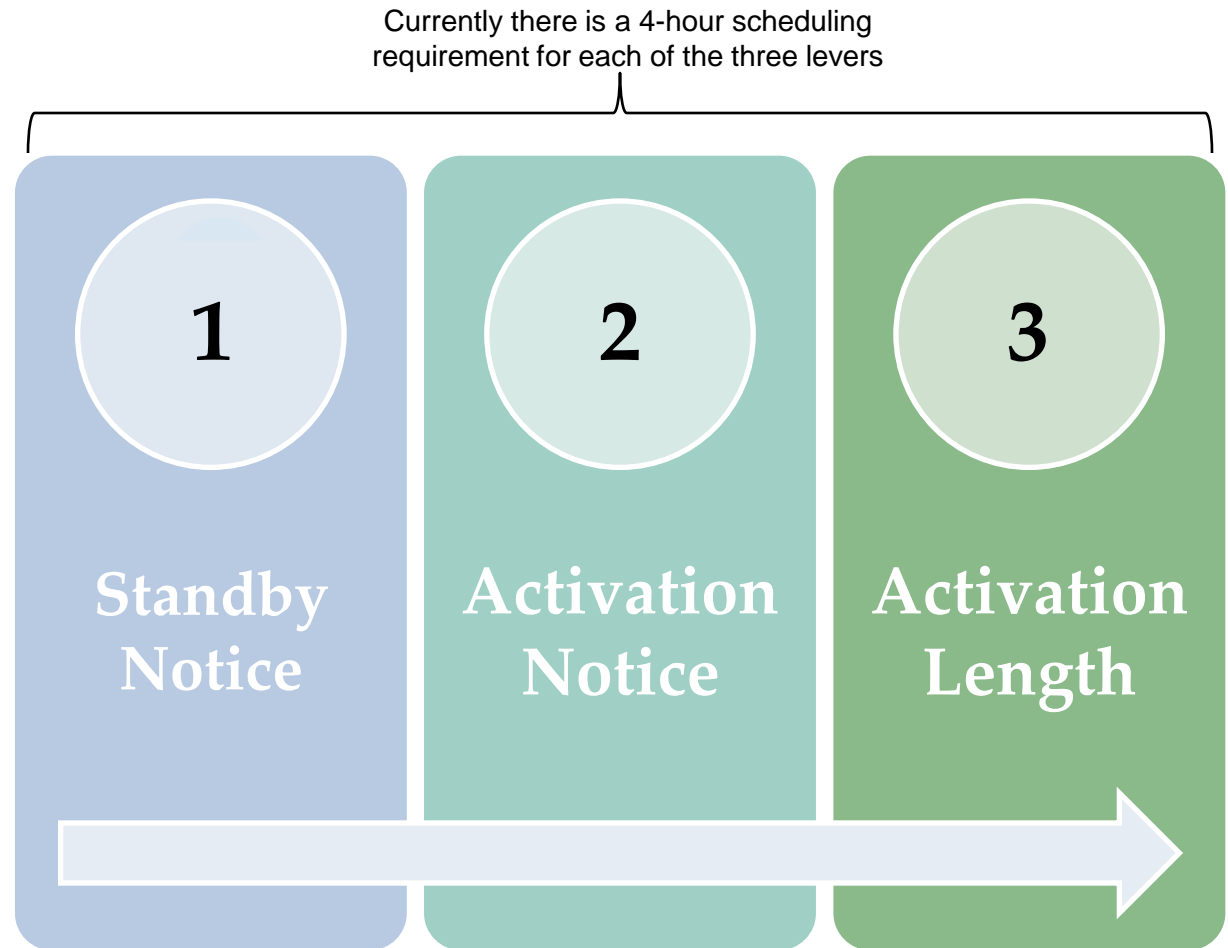 Currently there is a 4-hour scheduling
requirement for each of the three levers
1
2
3
Standby
Notice
Activation
Notice
Activation
Length